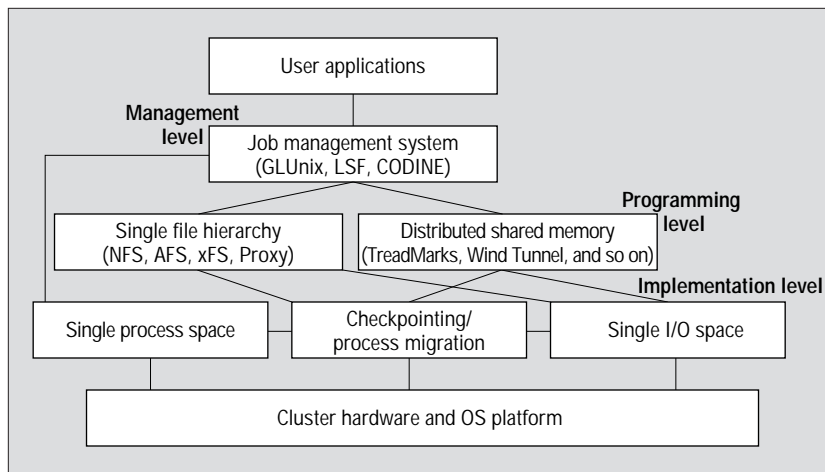 User applications
Management
level
Job management system
(GLUnix, LSF, CODINE)
Programming
level
Single file hierarchy
(NFS, AFS, xFS, Proxy)
Distributed shared memory
(TreadMarks, Wind Tunnel, and so on)
Implementation level
Single process space
Checkpointing/
process migration
Single I/O space
Cluster hardware and OS platform